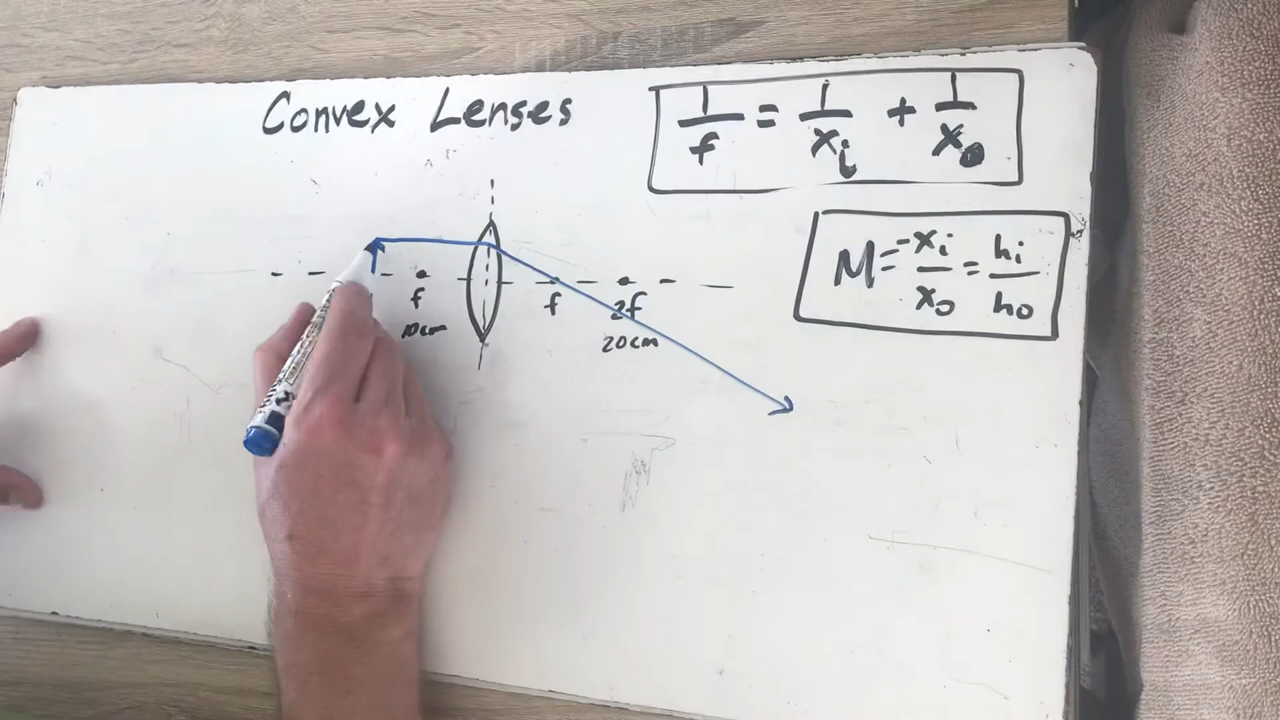 Convex Lenses
1/f = 1/xi + 1/xo
M = -xi/xo = hi/ho
f f 2f
10cm 20cm